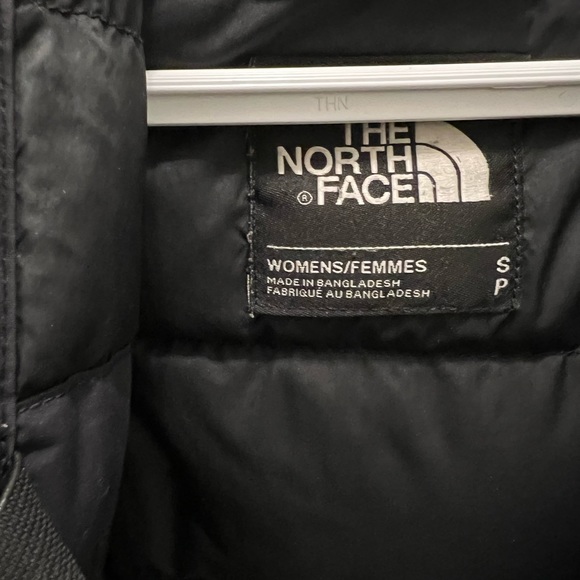 THN
THE
NORTH
FACE
®
WOMENS/FEMMES S
MADE IN BANGLADESH
FABRIQUÉ AU BANGLADESH P